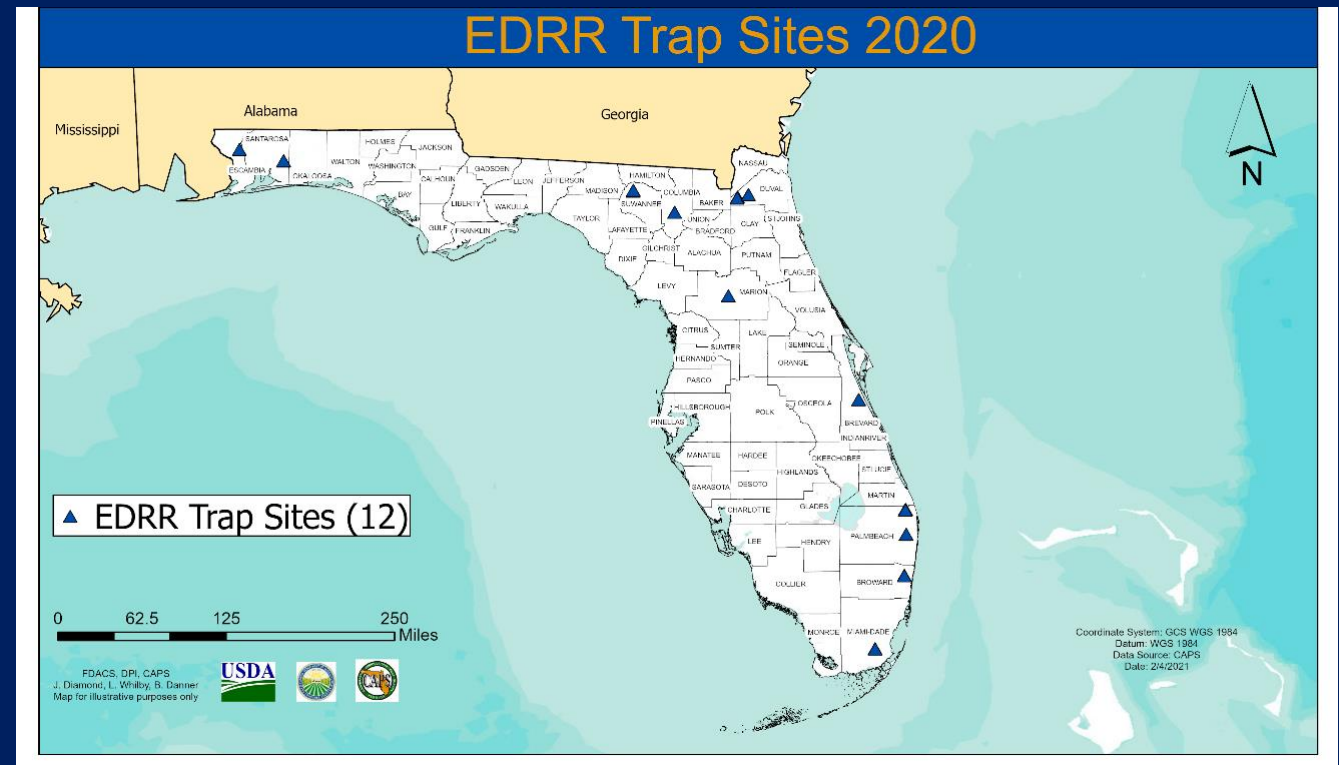 EDRR Trap Sites 2020
Mississippi
Alabama
Georgia
N
SANTAROSA
ESCAMBIA
OKALOOSA
WALTON
HOLMES
WASHINGTON
JACKSON
BAY
CALHOUN
GULF
LIBERTY
FRANKLIN
GADSDEN
LEON
WAKULLA
JEFFERSON
MADISON
TAYLOR
HAMILTON
SUWANNEE
LAFAYETTE
DIXIE
COLUMBIA
GILCHRIST
BAKER
UNION
BRADFORD
ALACHUA
NASSAU
DUVAL
CLAY
STJOHNS
PUTNAM
FLAGLER
LEVY
MARION
VOLUSIA
CITRUS
SUMTER
LAKE
SEMINOLE
HERNANDO
ORANGE
PASCO
HILLSBOROUGH
PINELLAS
POLK
OSCEOLA
BREVARD
INDIANRIVER
MANATEE
HARDEE
OKEECHOBEE
HIGHLANDS
STLUCIE
SARASOTA
DESOTO
MARTIN
CHARLOTTE
GLADES
LEE
HENDRY
PALMBEACH
COLLIER
BROWARD
MONROE
MIAMI-DADE
EDRR Trap Sites (12)
0 62.5 125 250
Miles
FDACS, DPI, CAPS
J. Diamond, L. Whilby, B. Danner
Map for illustrative purposes only
USDA
CAPS
Coordinate System: GCS WGS 1984
Datum: WGS 1984
Data Source: CAPS
Date: 2/4/2021